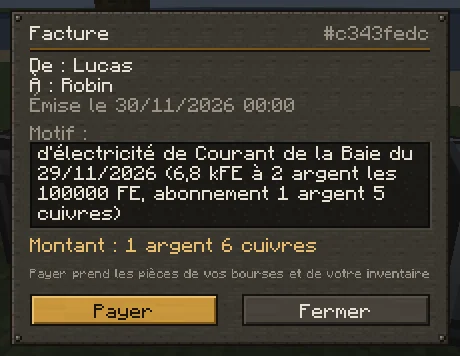 Facture #c343fedc
De : Lucas
À : Robin
Émise le 30/11/2026 00:00
Motif :
d'électricité de Courant de la Baie du
29/11/2026 (6,8 kFE à 2 argent les
100000 FE, abonnement 1 argent 5
cuivres)
Montant : 1 argent 6 cuivres
Payer prend les pièces de vos bourses et de votre inventaire
Payer Fermer